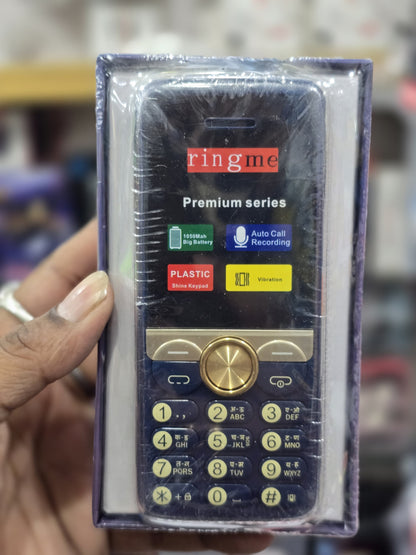 ringme
Premium series
1050Mah
Big Battery
Auto Call
Recording
PLASTIC
Shine Keypad
Vibration
1 . ,
2 अ-ङ ABC
3 च-ञ DEF
4 GHI
5 JKL
6 MNO
7 PQRS
8 TUV
9 WXYZ
* +
0
#